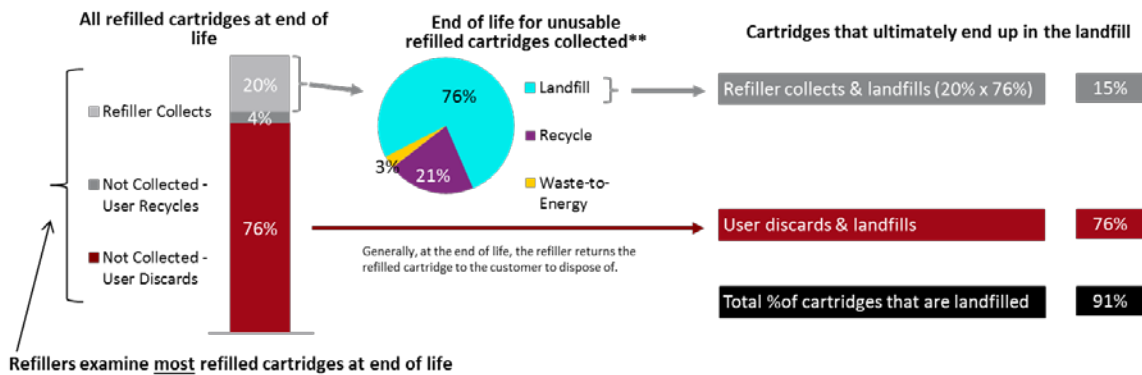 All refilled cartridges at end of
life
20%
4%
76%
Refiller Collects
Not Collected -
User Recycles
Not Collected -
User Discards
Refillers examine most refilled cartridges at end of life
End of life for unusable
refilled cartridges collected**
76%
3%
21%
Landfill
Recycle
Waste-to-
Energy
Generally, at the end of life, the refiller returns the
refilled cartridge to the customer to dispose of.
Cartridges that ultimately end up in the landfill
Refiller collects & landfills (20% x 76%) 15%
User discards & landfills 76%
Total %of cartridges that are landfilled 91%